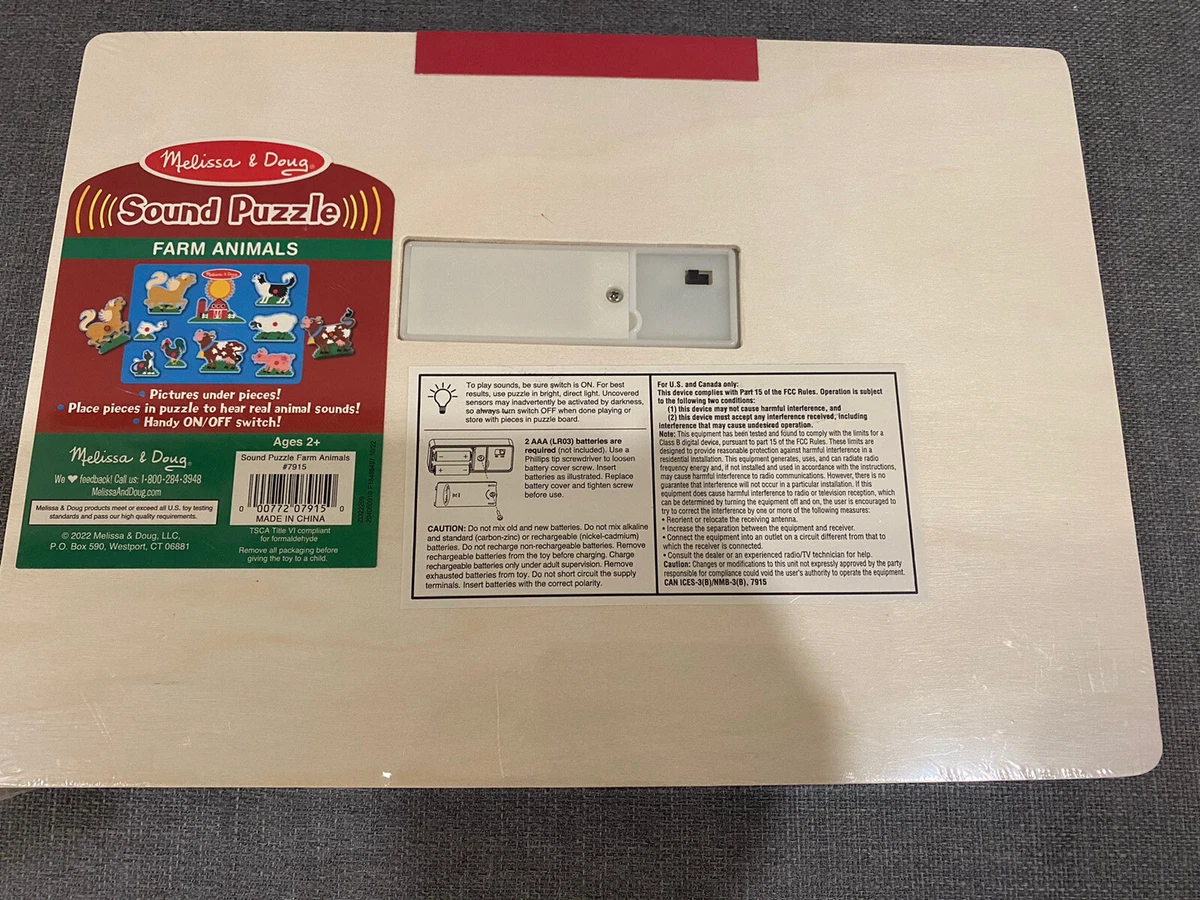 Melissa & Doug®
Sound Puzzle
FARM ANIMALS
Melissa & Doug
Pictures under pieces!
Place pieces in puzzle to hear real animal sounds!
Handy ON/OFF switch!
Ages 2+
Melissa & Doug®
We ♥ feedback! Call us: 1-800-284-3948
MelissaAndDoug.com
Melissa & Doug products meet or exceed all U.S. toy testing
standards and pass our high quality requirements.
© 2022 Melissa & Doug, LLC,
P.O. Box 590, Westport, CT 06881
Sound Puzzle Farm Animals
#7915
0 00772 07915 0
MADE IN CHINA
TSCA Title VI compliant
for formaldehyde
Remove all packaging before
giving the toy to a child.
To play sounds, be sure switch is ON. For best
results, use puzzle in bright, direct light. Uncovered
sensors may inadvertently be activated by darkness,
so always turn switch OFF when done playing or
store with pieces in puzzle board.
2 AAA (LR03) batteries are
required (not included). Use a
Phillips tip screwdriver to loosen
battery cover screw. Insert
batteries as illustrated. Replace
battery cover and tighten screw
before use.
CAUTION: Do not mix old and new batteries. Do not mix alkaline
and standard (carbon-zinc) or rechargeable (nickel-cadmium)
batteries. Do not recharge non-rechargeable batteries. Remove
rechargeable batteries from the toy before charging. Charge
rechargeable batteries only under adult supervision. Remove
exhausted batteries from toy. Do not short circuit the supply
terminals. Insert batteries with the correct polarity.
For U.S. and Canada only:
This device complies with Part 15 of the FCC Rules. Operation is subject
to the following two conditions:
(1) this device may not cause harmful interference, and
(2) this device must accept any interference received, including
interference that may cause undesired operation.
Note: This equipment has been tested and found to comply with the limits for a
Class B digital device, pursuant to part 15 of the FCC Rules. These limits are
designed to provide reasonable protection against harmful interference in a
residential installation. This equipment generates, uses, and can radiate radio
frequency energy and, if not installed and used in accordance with the instructions,
may cause harmful interference to radio communications. However, there is no
guarantee that interference will not occur in a particular installation. If this
equipment does cause harmful interference to radio or television reception, which
can be determined by turning the equipment off and on, the user is encouraged to
try to correct the interference by one or more of the following measures:
• Reorient or relocate the receiving antenna.
• Increase the separation between the equipment and receiver.
• Connect the equipment into an outlet on a circuit different from that to
which the receiver is connected.
• Consult the dealer or an experienced radio/TV technician for help.
Caution: Changes or modifications to this unit not expressly approved by the party
responsible for compliance could void the user's authority to operate the equipment.
CAN ICES-3(B)/NMB-3(B), 7915